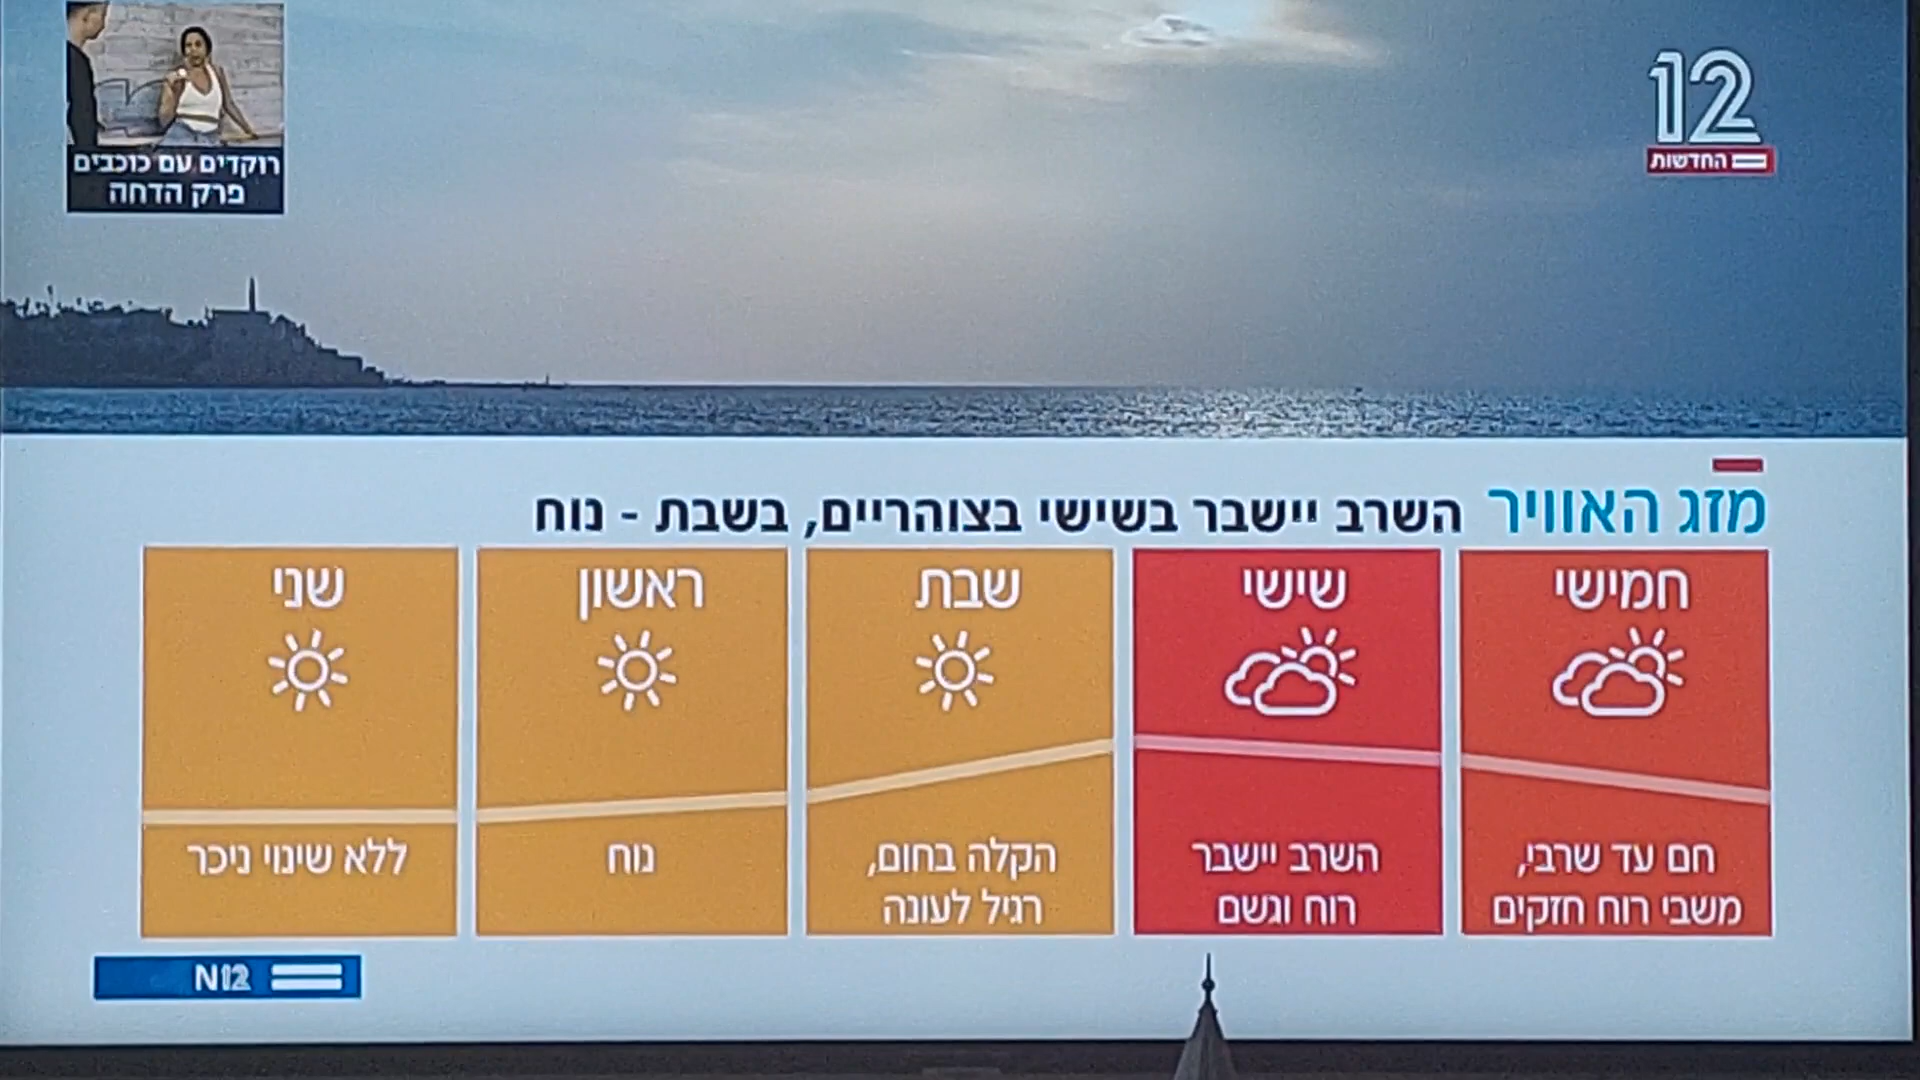 12
החדשות
רוקדים עם כוכבים
פרק הדחה
מזג האוויר השרב יישבר בשישי בצוהריים, בשבת - נוח
חמישי
חם עד שרבי,
משבי רוח חזקים
שישי
השרב יישבר
רוח וגשם
שבת
הקלה בחום,
רגיל לעונה
ראשון
נוח
שני
ללא שינוי ניכר
N12